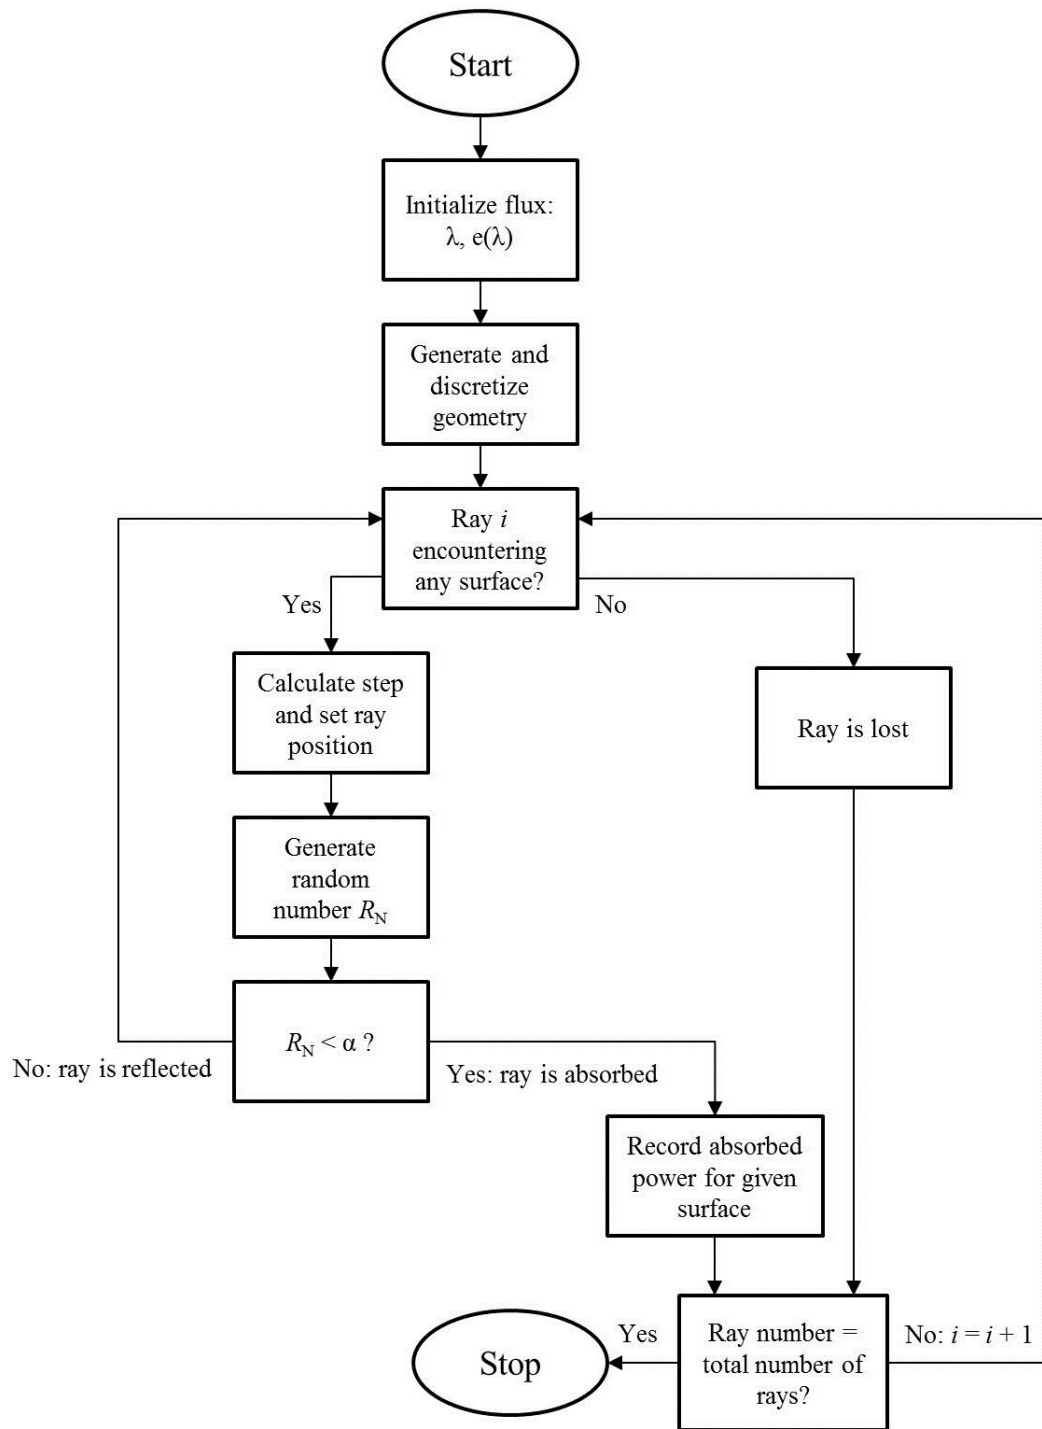 Start
Initialize flux:
λ, e(λ)
Generate and
discretize
geometry
Ray i
encountering
any surface?
Yes
No
Calculate step
and set ray
position
Ray is lost
Generate
random
number R_N
R_N < α ?
No: ray is reflected
Yes: ray is absorbed
Record absorbed
power for given
surface
Ray number =
total number of
rays?
Yes
No: i = i + 1
Stop